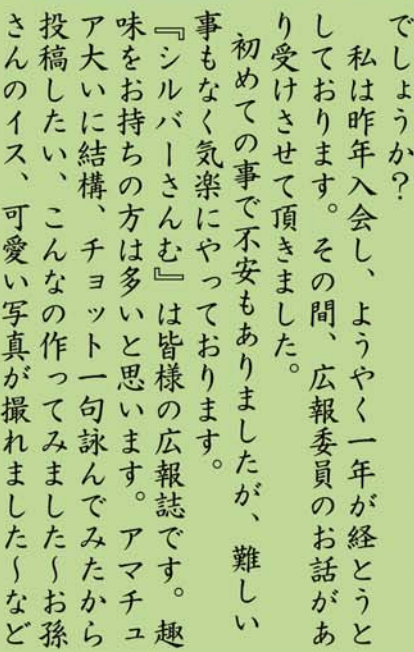 でしょうか？
私は昨年入会し、ようやく一年が経とうと
しております。その間、広報委員のお話があ
り受けさせて頂きました。
初めての事で不安もありましたが、難しい
事もなく気楽にやっております。
『シルバーさんむ』は皆様の広報誌です。趣
味をお持ちの方は多いと思います。アマチュ
ア大いに結構、チョット一句詠んでみたから
投稿したい、こんなの作ってみました～お孫
さんのイス、可愛い写真が撮れました～など